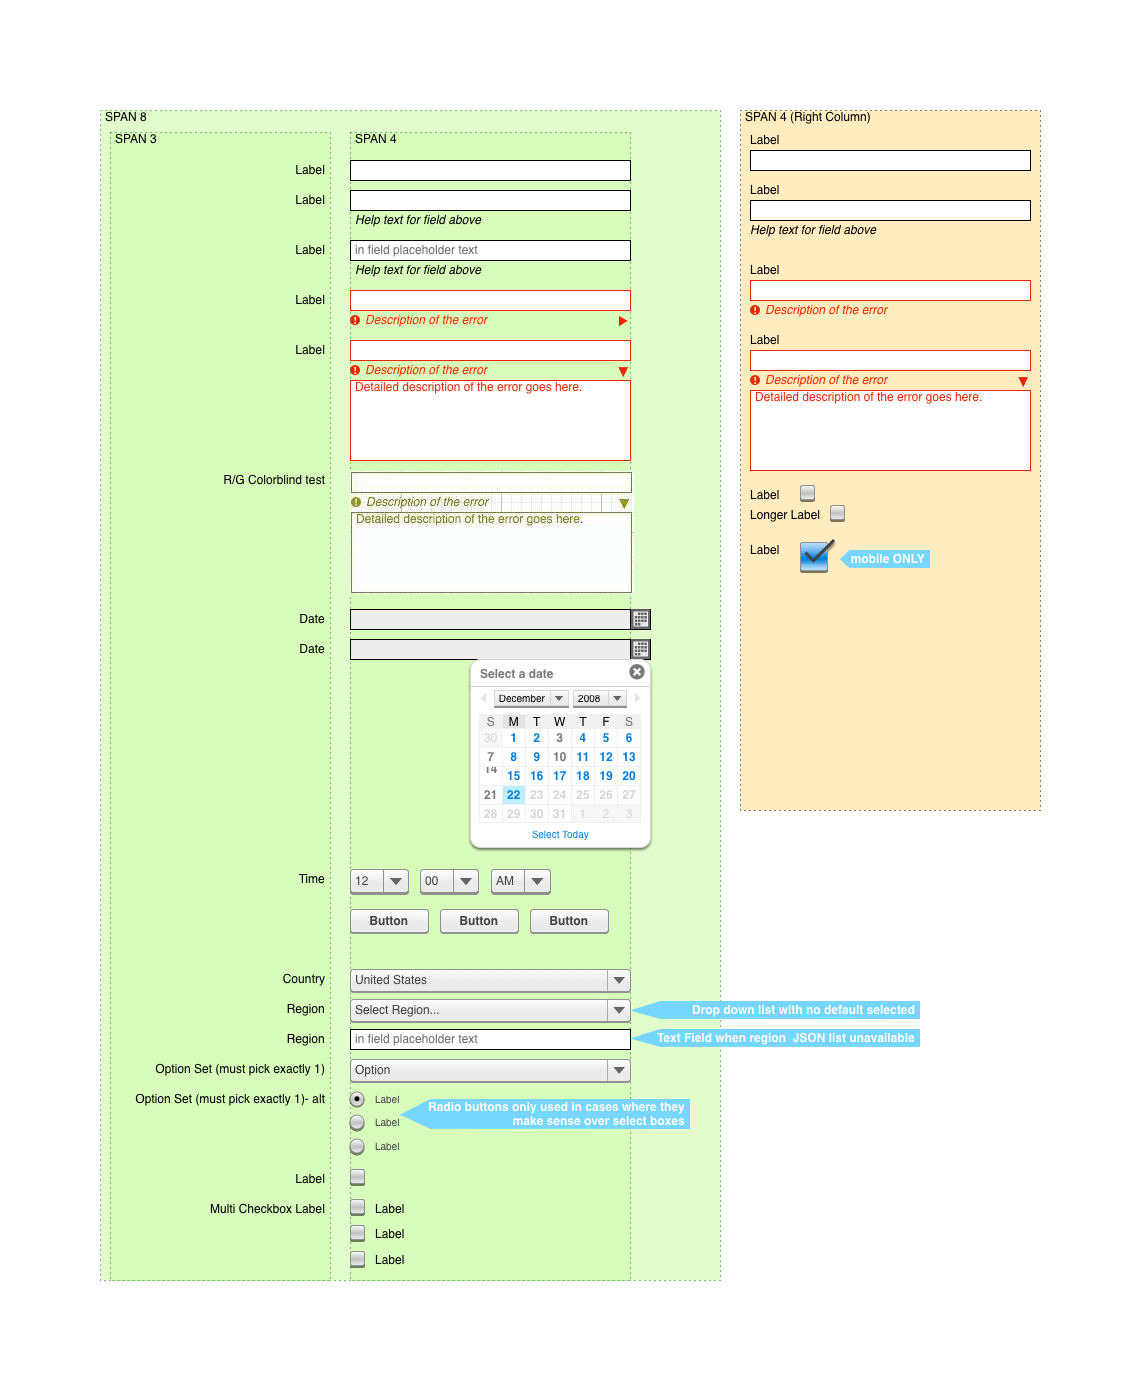 SPAN 8
SPAN 3
SPAN 4
Label
Label
Help text for field above
Label
in field placeholder text
Help text for field above
Label
Description of the error
Label
Description of the error
Detailed description of the error goes here.
R/G Colorblind test
Description of the error
Detailed description of the error goes here.
Date
Date
Select a date
December 2008
S M T W T F S
30 1 2 3 4 5 6
7 8 9 10 11 12 13
14 15 16 17 18 19 20
21 22 23 24 25 26 27
28 29 30 31 1 2 3
Select Today
Time 12 00 AM
Button Button Button
Country United States
Region Select Region...
Drop down list with no default selected
Region in field placeholder text
Text Field when region JSON list unavailable
Option Set (must pick exactly 1) Option
Option Set (must pick exactly 1)- alt
Label
Label
Label
Radio buttons only used in cases where they
make sense over select boxes
Label
Multi Checkbox Label
Label
Label
Label
SPAN 4 (Right Column)
Label
Label
Help text for field above
Label
Description of the error
Label
Description of the error
Detailed description of the error goes here.
Label
Longer Label
Label
mobile ONLY